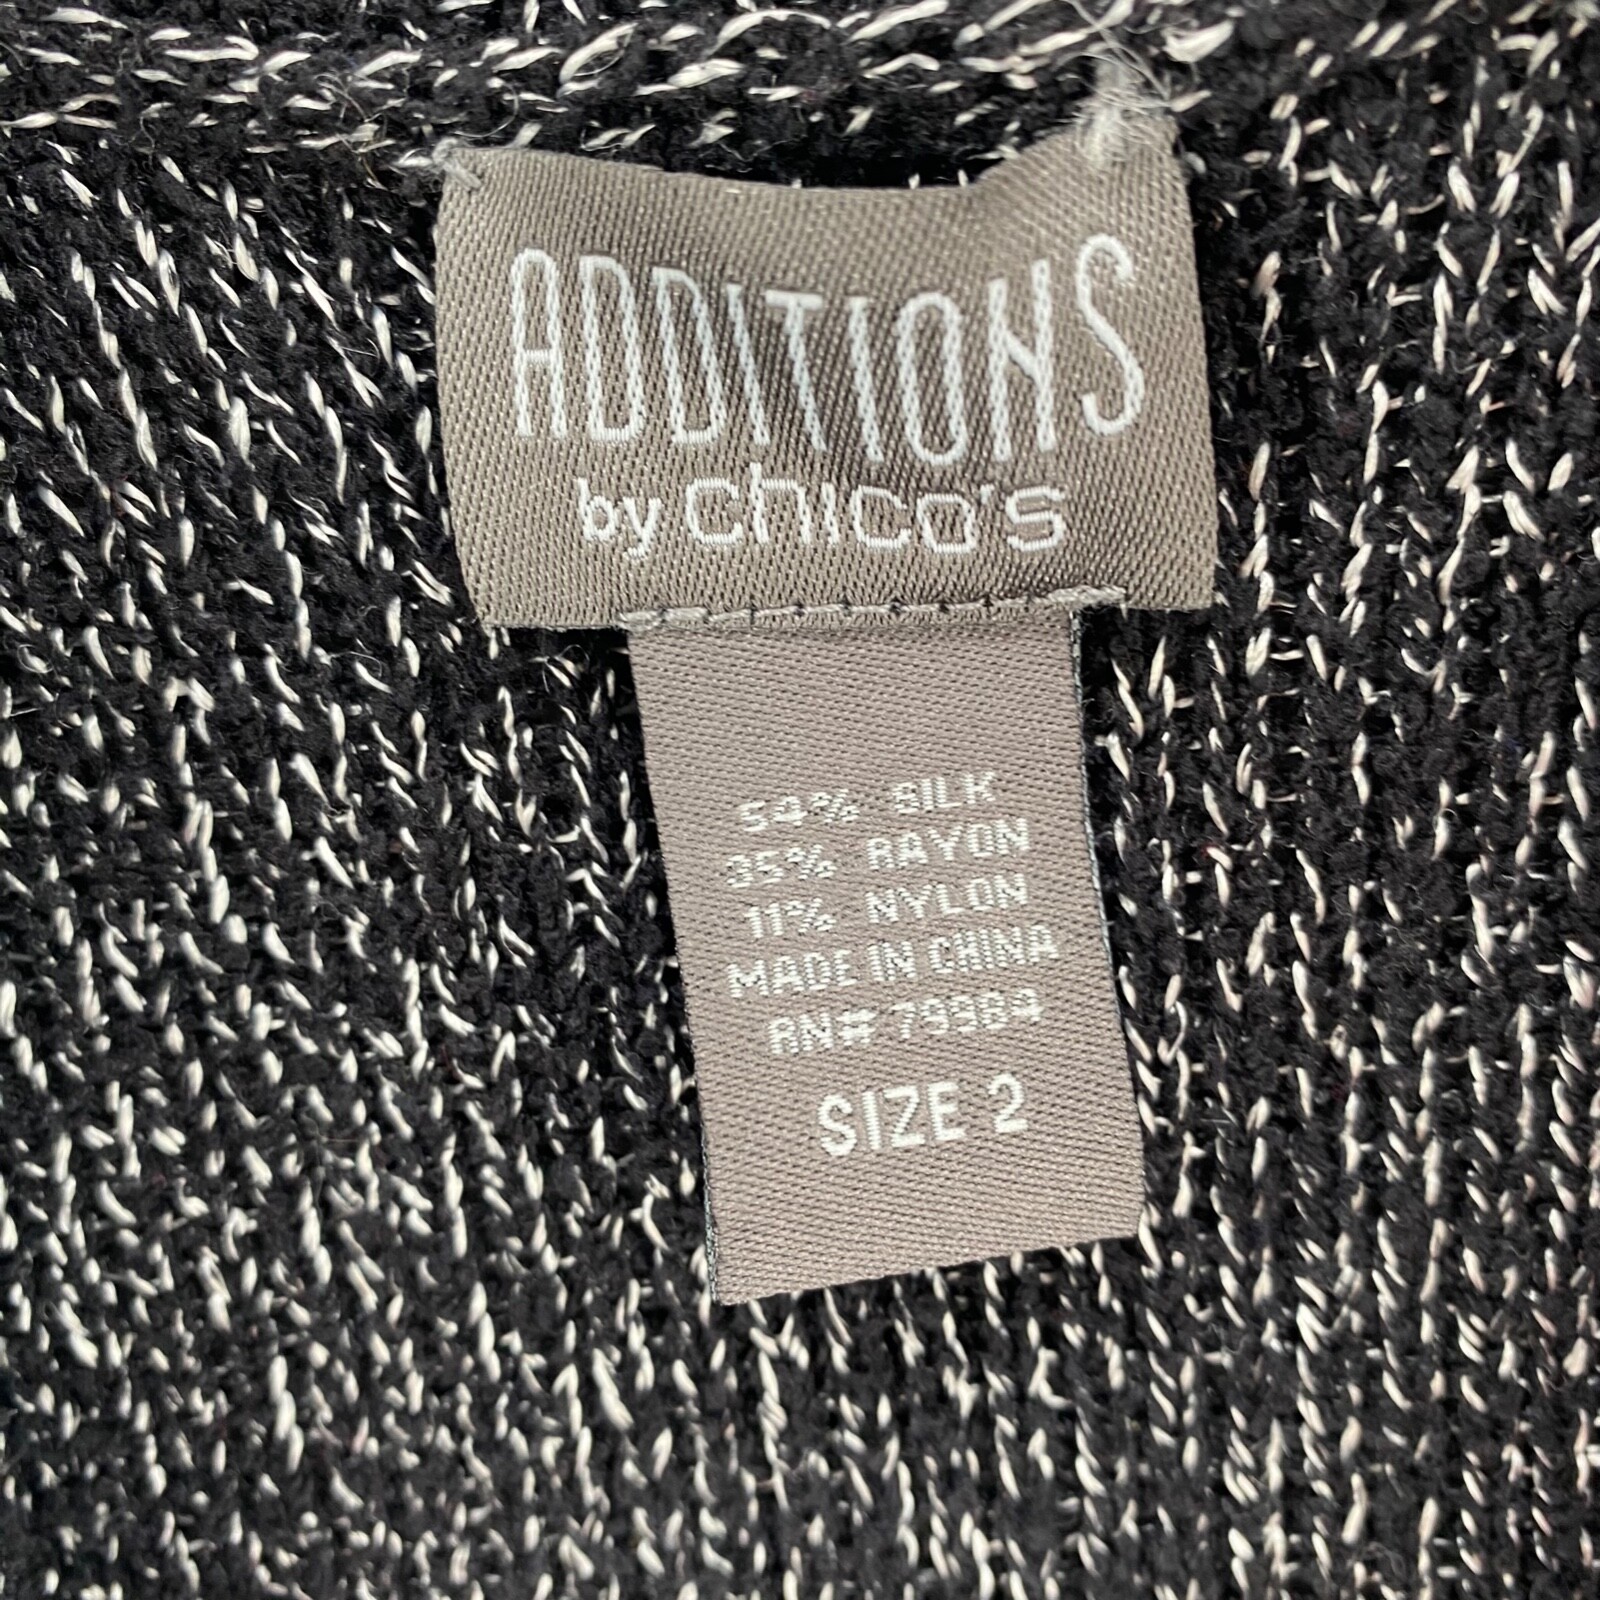 ADDITIONS
by chico's
54% SILK
35% RAYON
11% NYLON
MADE IN CHINA
RN# 79984
SIZE 2